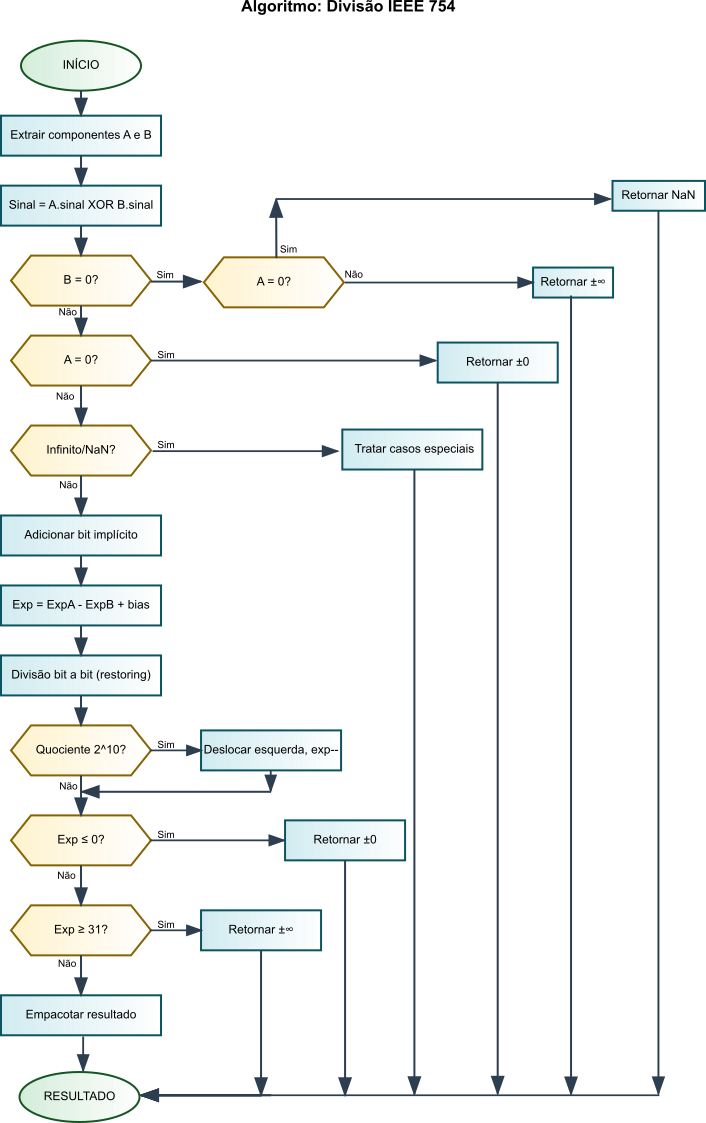 Algoritmo: Divisão IEEE 754
INÍCIO
Extrair componentes A e B
Sinal = A.sinal XOR B.sinal
Retornar NaN
Sim
B = 0?
Sim
A = 0?
Não
Retornar ±∞
Não
A = 0?
Sim
Retornar ±0
Não
Infinito/NaN?
Sim
Tratar casos especiais
Não
Adicionar bit implícito
Exp = ExpA - ExpB + bias
Divisão bit a bit (restoring)
Quociente 2^10?
Sim
Deslocar esquerda, exp--
Não
Exp ≤ 0?
Sim
Retornar ±0
Não
Exp ≥ 31?
Sim
Retornar ±∞
Não
Empacotar resultado
RESULTADO